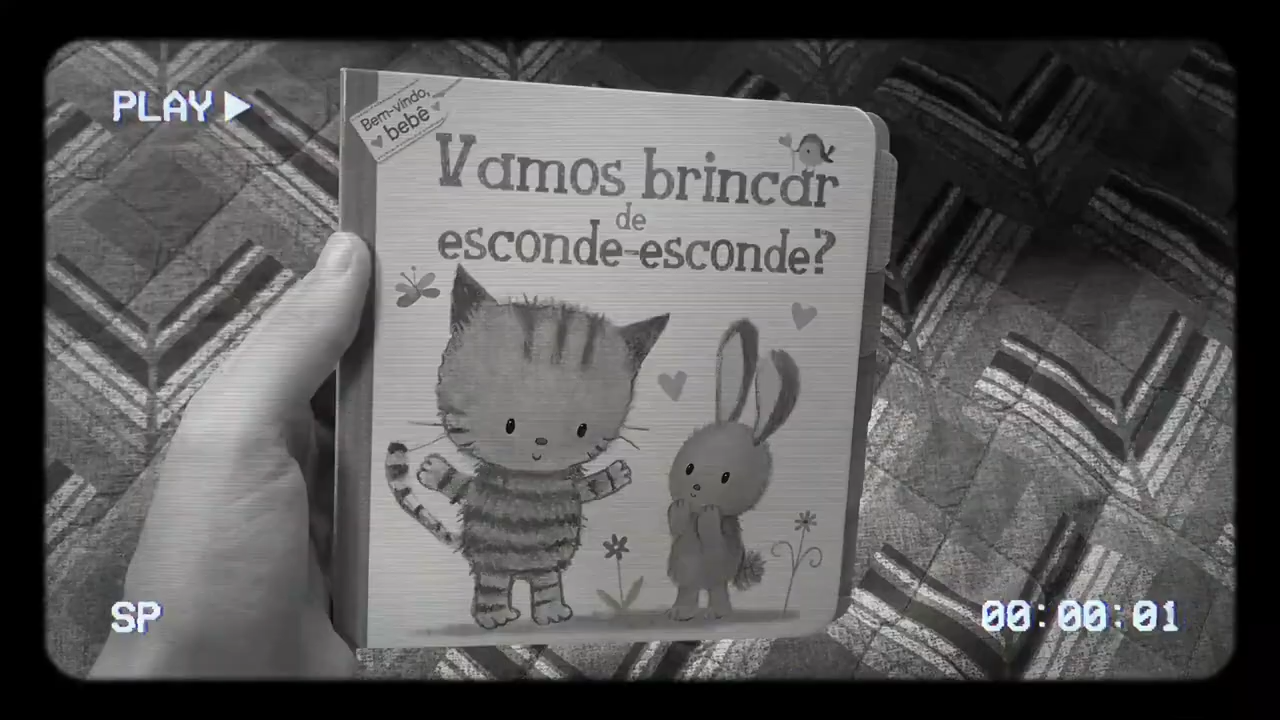 PLAY
Bem-vindo,
bebê
Vamos brincar
de
esconde-esconde?
SP
00:00:01